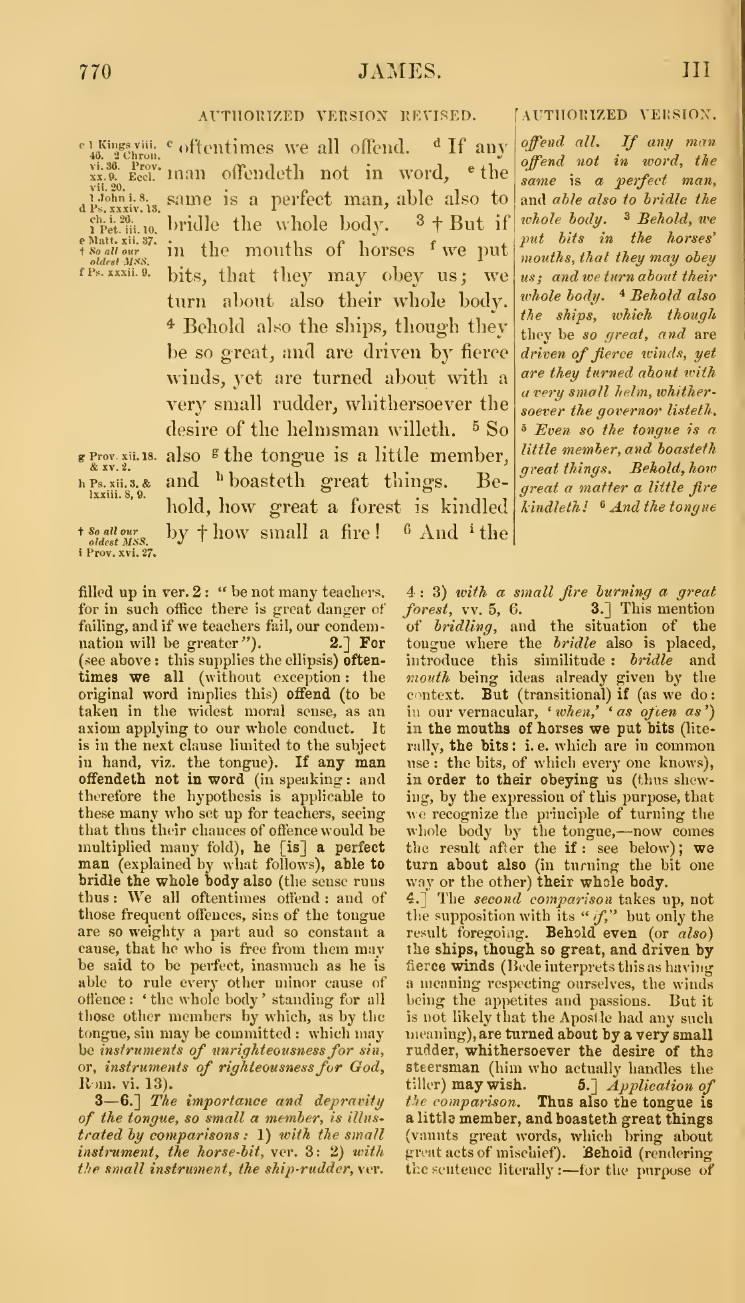 770
JAMES.
III
AUTHORIZED VERSION REVISED.
c 1 Kings viii.
46. 2 Chron.
vi. 36. Prov.
xx. 9. Eccl.
vii. 20.
1 John i. 8.
d Ps. xxxiv. 13.
ch. i. 26.
1 Pet. iii. 10.
e Matt. xii. 37.
† So all our
oldest MSS.
f Ps. xxxii. 9.
g Prov. xii. 18.
& xv. 2.
h Ps. xii. 3. &
lxxiii. 8, 9.
† So all our
oldest MSS.
i Prov. xvi. 27.
c oftentimes we all offend. d If any
man offendeth not in word, e the
same is a perfect man, able also to
bridle the whole body. 3 † But if
in the mouths of horses f we put
bits, that they may obey us; we
turn about also their whole body.
4 Behold also the ships, though they
be so great, and are driven by fierce
winds, yet are turned about with a
very small rudder, whithersoever the
desire of the helmsman willeth. 5 So
also g the tongue is a little member,
and h boasteth great things. Be-
hold, how great a forest is kindled
by † how small a fire! 6 And i the
AUTHORIZED VERSION.
offend all. If any man
offend not in word, the
same is a perfect man,
and able also to bridle the
whole body. 3 Behold, we
put bits in the horses'
mouths, that they may obey
us; and we turn about their
whole body. 4 Behold also
the ships, which though
they be so great, and are
driven of fierce winds, yet
are they turned about with
a very small helm, whither-
soever the governor listeth.
5 Even so the tongue is a
little member, and boasteth
great things. Behold, how
great a matter a little fire
kindleth! 6 And the tongue
filled up in ver. 2: “ be not many teachers,
for in such office there is great danger of
failing, and if we teachers fail, our condem-
nation will be greater”). 2.] For
(see above: this supplies the ellipsis) often-
times we all (without exception: the
original word implies this) offend (to be
taken in the widest moral sense, as an
axiom applying to our whole conduct. It
is in the next clause limited to the subject
in hand, viz. the tongue). If any man
offendeth not in word (in speaking: and
therefore the hypothesis is applicable to
these many who set up for teachers, seeing
that thus their chances of offence would be
multiplied many fold), he [is] a perfect
man (explained by what follows), able to
bridle the whole body also (the sense runs
thus: We all oftentimes offend: and of
those frequent offences, sins of the tongue
are so weighty a part and so constant a
cause, that he who is free from them may
be said to be perfect, inasmuch as he is
able to rule every other minor cause of
offence: ‘ the whole body ’ standing for all
those other members by which, as by the
tongue, sin may be committed: which may
be instruments of unrighteousness for sin,
or, instruments of righteousness for God,
Rom. vi. 13).
3—6.] The importance and depravity
of the tongue, so small a member, is illus-
trated by comparisons: 1) with the small
instrument, the horse-bit, ver. 3: 2) with
the small instrument, the ship-rudder, ver.
4: 3) with a small fire burning a great
forest, vv. 5, 6. 3.] This mention
of bridling, and the situation of the
tongue where the bridle also is placed,
introduce this similitude: bridle and
mouth being ideas already given by the
context. But (transitional) if (as we do:
in our vernacular, ‘ when,’ ‘ as often as ’)
in the mouths of horses we put bits (lite-
rally, the bits: i. e. which are in common
use: the bits, of which every one knows),
in order to their obeying us (thus shew-
ing, by the expression of this purpose, that
we recognize the principle of turning the
whole body by the tongue,—now comes
the result after the if: see below); we
turn about also (in turning the bit one
way or the other) their whole body.
4.] The second comparison takes up, not
the supposition with its “ if,” but only the
result foregoing. Behold even (or also)
the ships, though so great, and driven by
fierce winds (Bede interprets this as having
a meaning respecting ourselves, the winds
being the appetites and passions. But it
is not likely that the Apostle had any such
meaning), are turned about by a very small
rudder, whithersoever the desire of the
steersman (him who actually handles the
tiller) may wish. 5.] Application of
the comparison. Thus also the tongue is
a little member, and boasteth great things
(vaunts great words, which bring about
great acts of mischief). Behold (rendering
the sentence literally:—for the purpose of